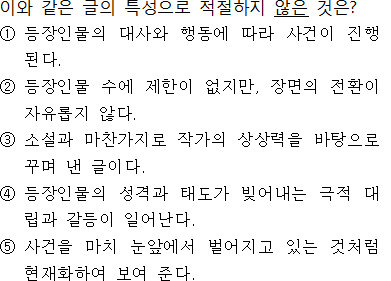 이와 같은 글의 특성으로 적절하지 않은 것은?
① 등장인물의 대사와 행동에 따라 사건이 진행
된다.
② 등장인물 수에 제한이 없지만, 장면의 전환이
자유롭지 않다.
③ 소설과 마찬가지로 작가의 상상력을 바탕으로
꾸며 낸 글이다.
④ 등장인물의 성격과 태도가 빚어내는 극적 대
립과 갈등이 일어난다.
⑤ 사건을 마치 눈앞에서 벌어지고 있는 것처럼
현재화하여 보여 준다.